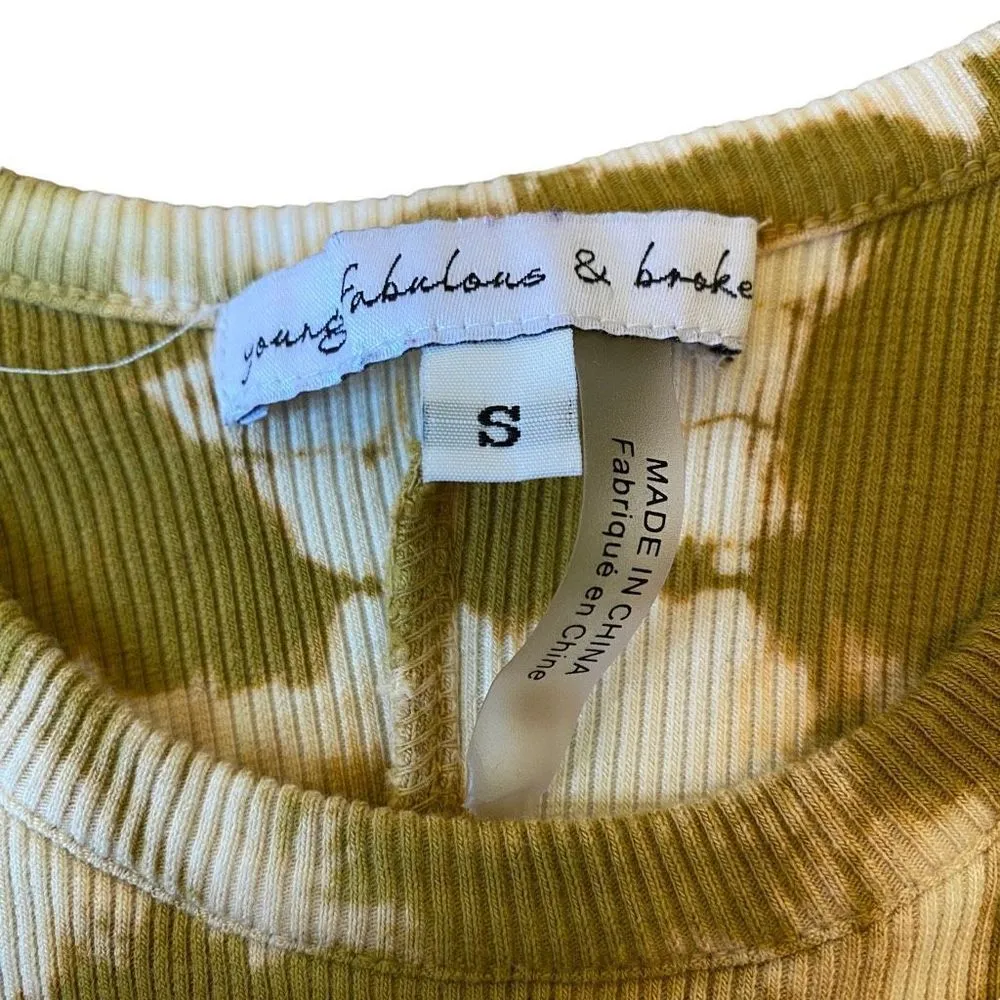 young fabulous & broke
S
MADE IN CHINA
Fabriqué en Chine